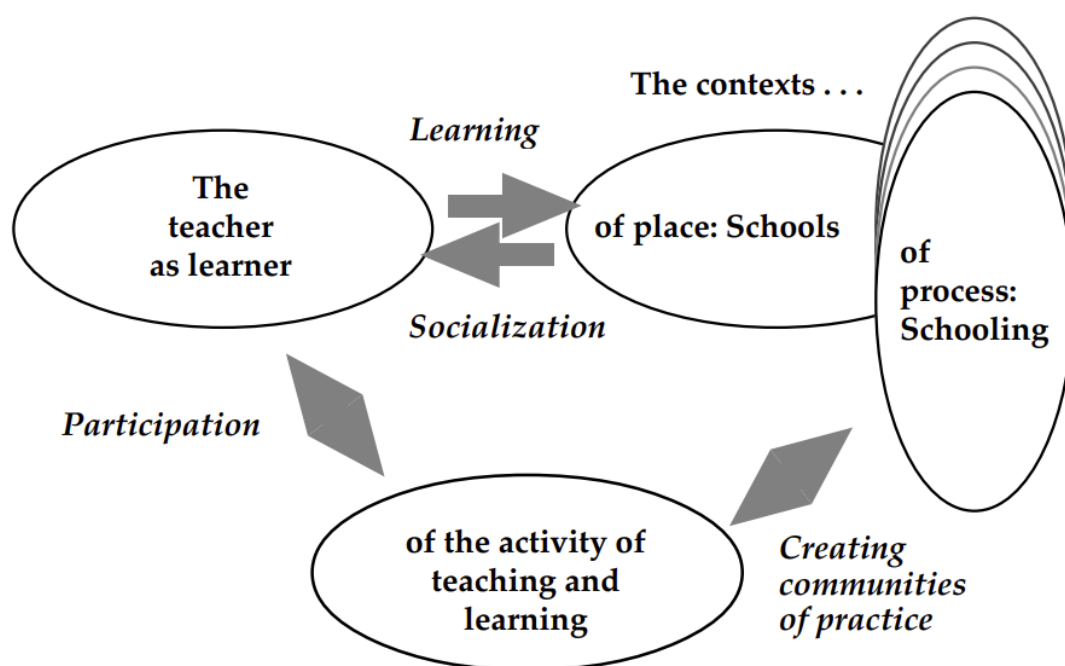 The contexts . . .
Learning
The
teacher
as learner
of place: Schools
of
process:
Schooling
Socialization
Participation
of the activity of
teaching and
learning
Creating
communities
of practice